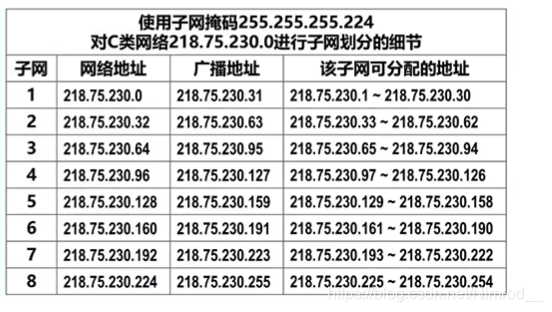 使用子网掩码255.255.255.224
对C类网络218.75.230.0进行子网划分的细节
子网 网络地址 广播地址 该子网可分配的地址
1 218.75.230.0 218.75.230.31 218.75.230.1 ~ 218.75.230.30
2 218.75.230.32 218.75.230.63 218.75.230.33 ~ 218.75.230.62
3 218.75.230.64 218.75.230.95 218.75.230.65 ~ 218.75.230.94
4 218.75.230.96 218.75.230.127 218.75.230.97 ~ 218.75.230.126
5 218.75.230.128 218.75.230.159 218.75.230.129 ~ 218.75.230.158
6 218.75.230.160 218.75.230.191 218.75.230.161 ~ 218.75.230.190
7 218.75.230.192 218.75.230.223 218.75.230.193 ~ 218.75.230.222
8 218.75.230.224 218.75.230.255 218.75.230.225 ~ 218.75.230.254